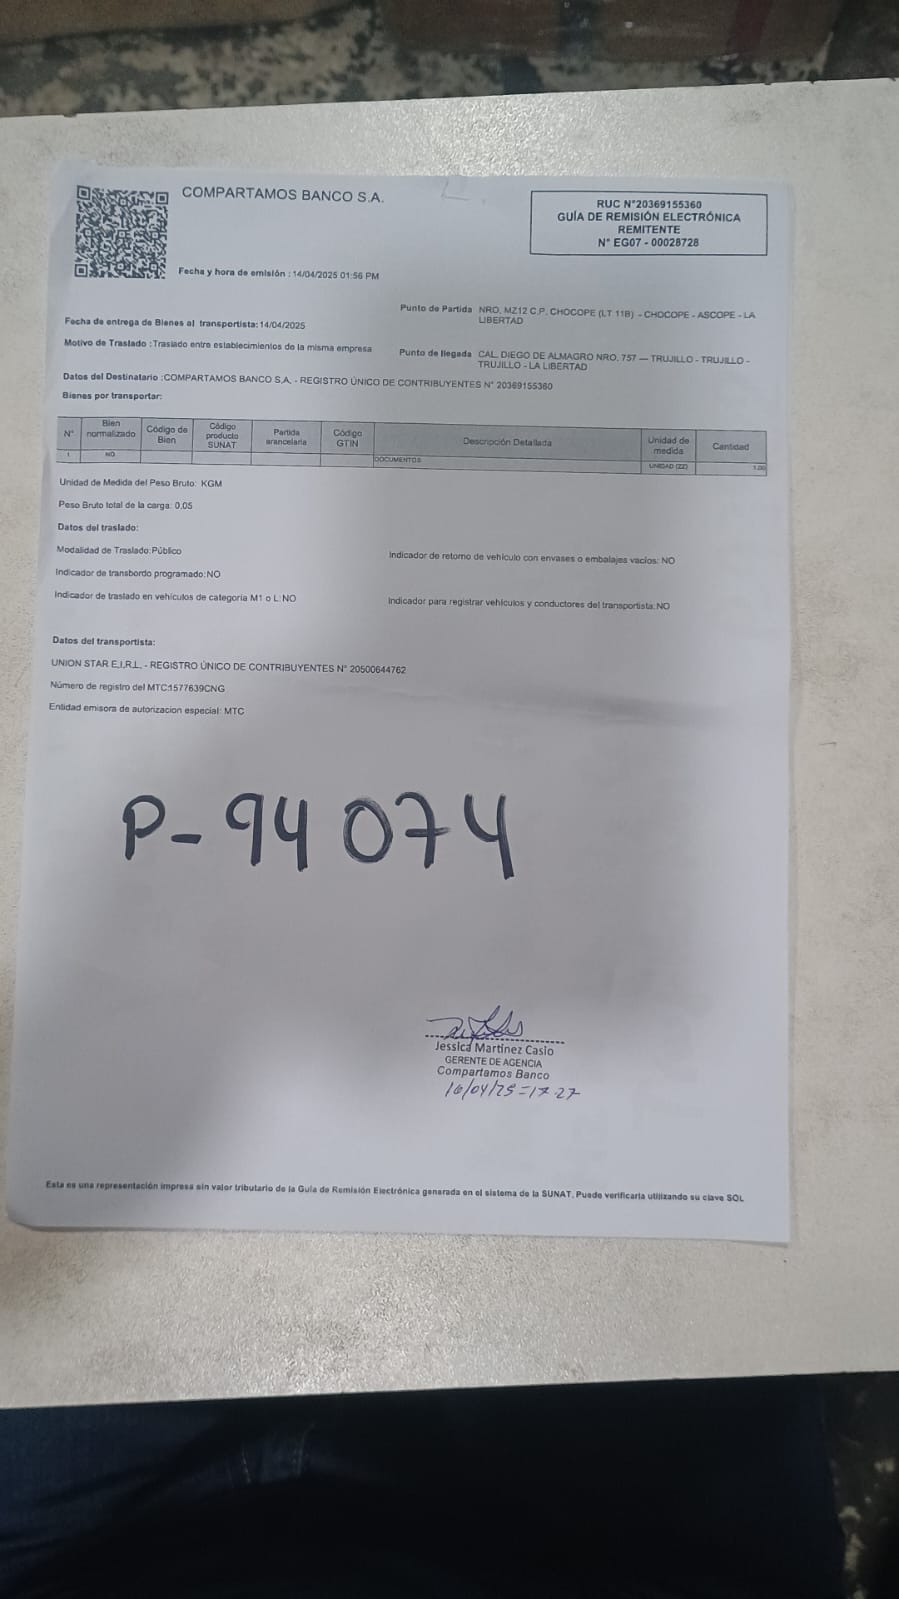 COMPARTAMOS BANCO S.A.
RUC N°20369155360
GUÍA DE REMISIÓN ELECTRÓNICA
REMITENTE
N° EG07 - 00028728
Fecha y hora de emisión : 14/04/2025 01:56 PM
Punto de Partida NRO. MZ12 C.P. CHOCOPE (LT 11B) - CHOCOPE - ASCOPE - LA
LIBERTAD
Fecha de entrega de Bienes al transportista:14/04/2025
Motivo de Traslado :Traslado entre establecimientos de la misma empresa
Punto de llegada CAL. DIEGO DE ALMAGRO NRO. 757 — TRUJILLO - TRUJILLO -
TRUJILLO - LA LIBERTAD
Datos del Destinatario :COMPARTAMOS BANCO S.A. - REGISTRO ÚNICO DE CONTRIBUYENTES N° 20369155360
Bienes por transportar:
N° Bien normalizado Código de Bien Código producto SUNAT Partida arancelaria Código GTIN Descripción Detallada Unidad de medida Cantidad
1 NO DOCUMENTOS UNIDAD (ZZ) 1.00
Unidad de Medida del Peso Bruto: KGM
Peso Bruto total de la carga: 0.05
Datos del traslado:
Modalidad de Traslado:Público
Indicador de retorno de vehículo con envases o embalajes vacíos: NO
Indicador de transbordo programado:NO
Indicador de traslado en vehículos de categoría M1 o L:NO
Indicador para registrar vehículos y conductores del transportista:NO
Datos del transportista:
UNION STAR E.I.R.L. - REGISTRO ÚNICO DE CONTRIBUYENTES N° 20500644762
Número de registro del MTC:1577639CNG
Entidad emisora de autorizacion especial: MTC
P-94074
Jessica Martínez Casio
GERENTE DE AGENCIA
Compartamos Banco
16/04/25=17.27
Esta es una representación impresa sin valor tributario de la Guía de Remisión Electrónica generada en el sistema de la SUNAT. Puede verificarla utilizando su clave SOL